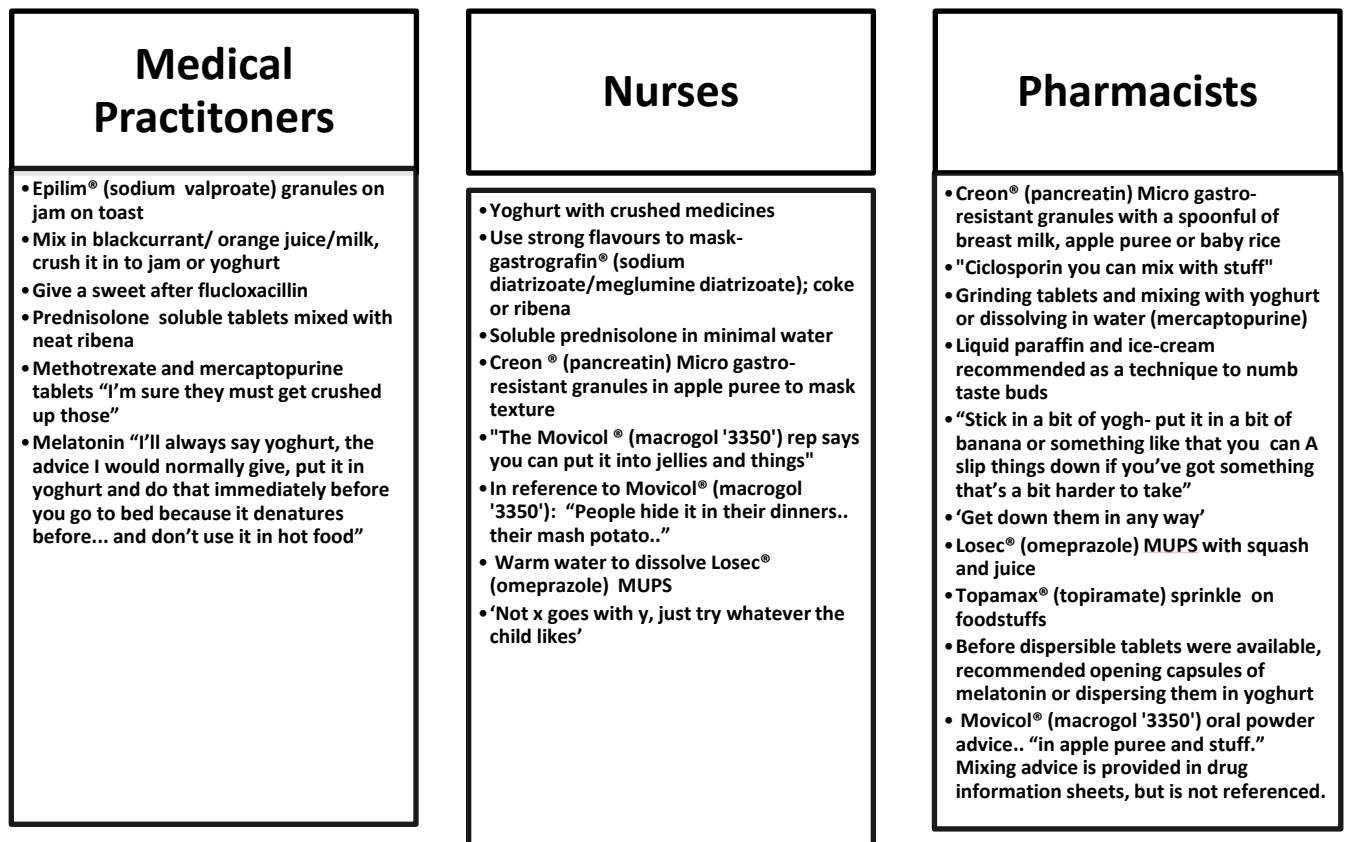 Medical
Practitoners
•Epilim® (sodium valproate) granules on
jam on toast
•Mix in blackcurrant/ orange juice/milk,
crush it in to jam or yoghurt
•Give a sweet after flucloxacillin
•Prednisolone soluble tablets mixed with
neat ribena
•Methotrexate and mercaptopurine
tablets “I’m sure they must get crushed
up those”
•Melatonin “I’ll always say yoghurt, the
advice I would normally give, put it in
yoghurt and do that immediately before
you go to bed because it denatures
before... and don’t use it in hot food”
Nurses
•Yoghurt with crushed medicines
•Use strong flavours to mask-
gastrografin® (sodium
diatrizoate/meglumine diatrizoate); coke
or ribena
•Soluble prednisolone in minimal water
•Creon ® (pancreatin) Micro gastro-
resistant granules in apple puree to mask
texture
•"The Movicol ® (macrogol '3350') rep says
you can put it into jellies and things"
•In reference to Movicol® (macrogol
'3350'): “People hide it in their dinners..
their mash potato..”
• Warm water to dissolve Losec®
(omeprazole) MUPS
•‘Not x goes with y, just try whatever the
child likes’
Pharmacists
•Creon® (pancreatin) Micro gastro-
resistant granules with a spoonful of
breast milk, apple puree or baby rice
•"Ciclosporin you can mix with stuff"
•Grinding tablets and mixing with yoghurt
or dissolving in water (mercaptopurine)
•Liquid paraffin and ice-cream
recommended as a technique to numb
taste buds
•“Stick in a bit of yogh- put it in a bit of
banana or something like that you can A
slip things down if you’ve got something
that’s a bit harder to take”
•‘Get down them in any way’
•Losec® (omeprazole) MUPS with squash
and juice
•Topamax® (topiramate) sprinkle on
foodstuffs
•Before dispersible tablets were available,
recommended opening capsules of
melatonin or dispersing them in yoghurt
• Movicol® (macrogol '3350') oral powder
advice.. “in apple puree and stuff.”
Mixing advice is provided in drug
information sheets, but is not referenced.